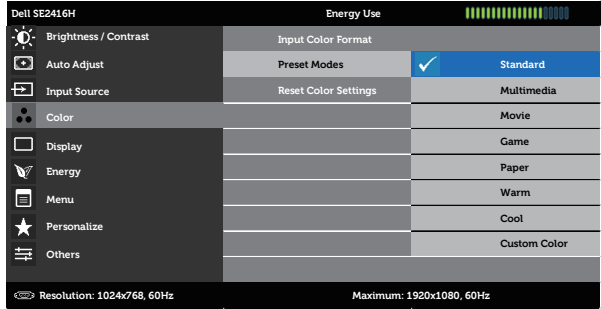 Dell SE2416H Energy Use
Brightness / Contrast Input Color Format
Auto Adjust Preset Modes Standard
Input Source Reset Color Settings Multimedia
Color Movie
Display Game
Energy Paper
Menu Warm
Personalize Cool
Others Custom Color
Resolution: 1024x768, 60Hz Maximum: 1920x1080, 60Hz